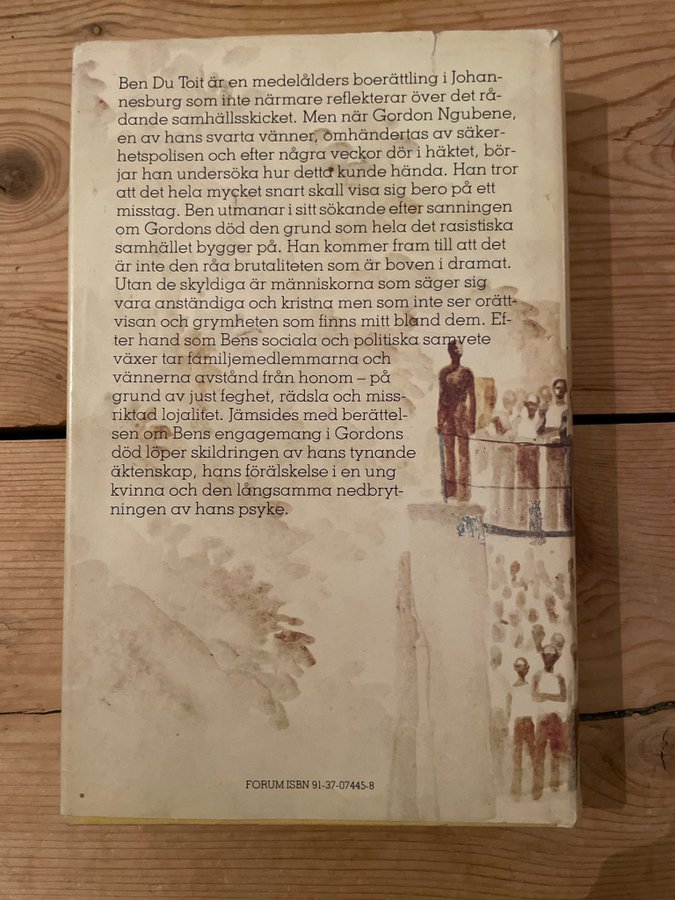 Ben Du Toit är en medelålders boerättling i Johan-
nesburg som inte närmare reflekterar över det rå-
dande samhällsskicket. Men när Gordon Ngubene,
en av hans svarta vänner, omhändertas av säker-
hetspolisen och efter några veckor dör i häktet, bör-
jar han undersöka hur detta kunde hända. Han tror
att det hela mycket snart skall visa sig bero på ett
misstag. Ben utmanar i sitt sökande efter sanningen
om Gordons död den grund som hela det rasistiska
samhället bygger på. Han kommer fram till att det
är inte den råa brutaliteten som är boven i dramat.
Utan de skyldiga är människorna som säger sig
vara anständiga och kristna men som inte ser orätt-
visan och grymheten som finns mitt bland dem. Ef-
ter hand som Bens sociala och politiska samvete
växer tar familjemedlemmarna och
vännerna avstånd från honom – på
grund av just feghet, rädsla och miss-
riktad lojalitet. Jämsides med berättel-
sen om Bens engagemang i Gordons
död löper skildringen av hans tynande
äktenskap, hans förälskelse i en ung
kvinna och den långsamma nedbryt-
ningen av hans psyke.
FORUM ISBN 91-37-07445-8